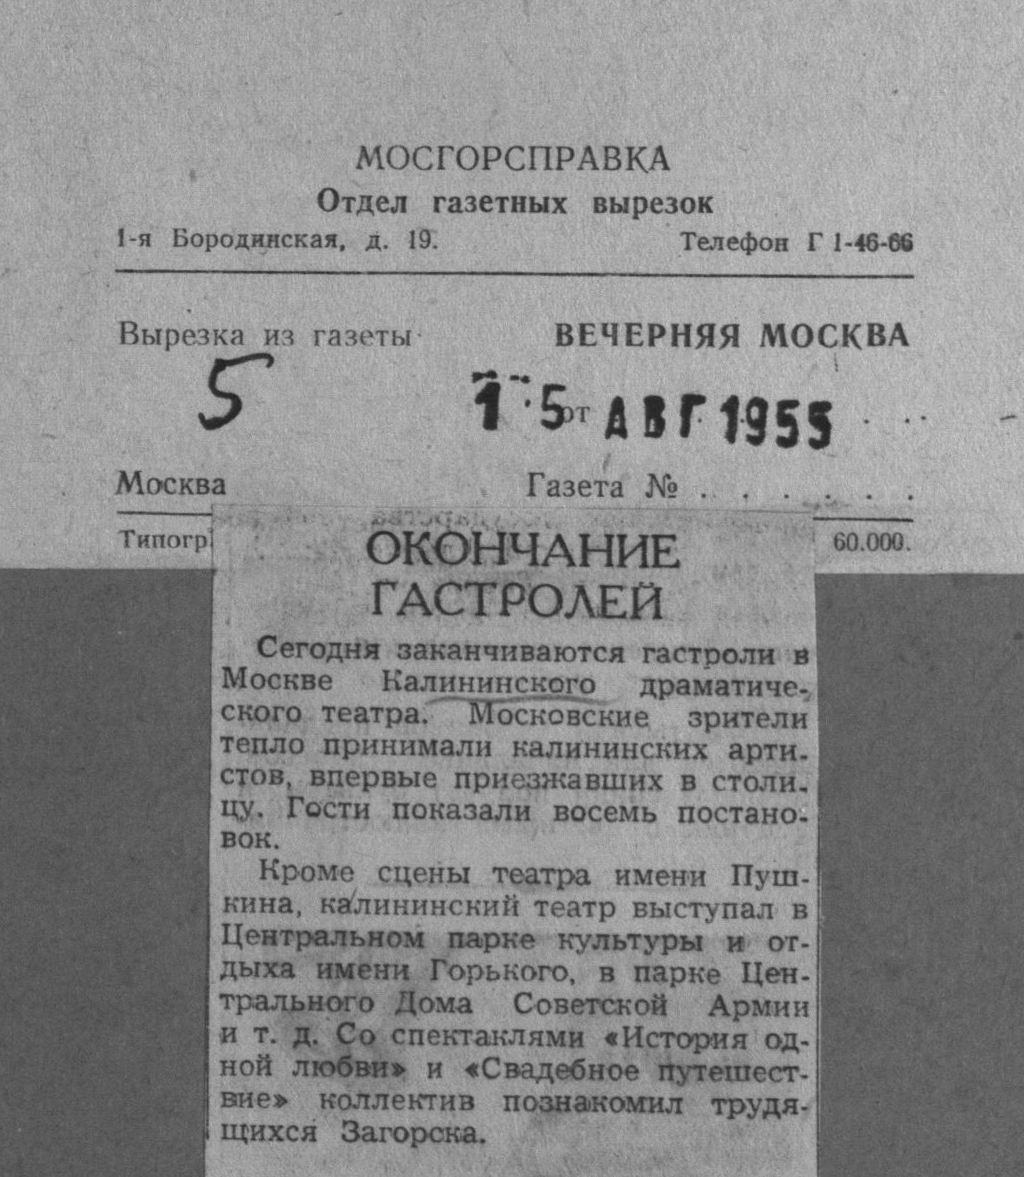 МОСГОРСПРАВКА
Отдел газетных вырезок
1-я Бородинская, д. 19. Телефон Г 1-46-66
Вырезка из газеты ВЕЧЕРНЯЯ МОСКВА
5 15 от АВГ 1955
Москва Газета № . . . . . .
Типогр 60.000.
ОКОНЧАНИЕ
ГАСТРОЛЕЙ
Сегодня заканчиваются гастроли в
Москве Калининского драматиче-
ского театра. Московские зрители
тепло принимали калининских арти-
стов, впервые приезжавших в столи-
цу. Гости показали восемь постано-
вок.
Кроме сцены театра имени Пуш-
кина, калининский театр выступал в
Центральном парке культуры и от-
дыха имени Горького, в парке Цен-
трального Дома Советской Армии
и т. д. Со спектаклями «История од-
ной любви» и «Свадебное путешест-
вие» коллектив познакомил трудя-
щихся Загорска.